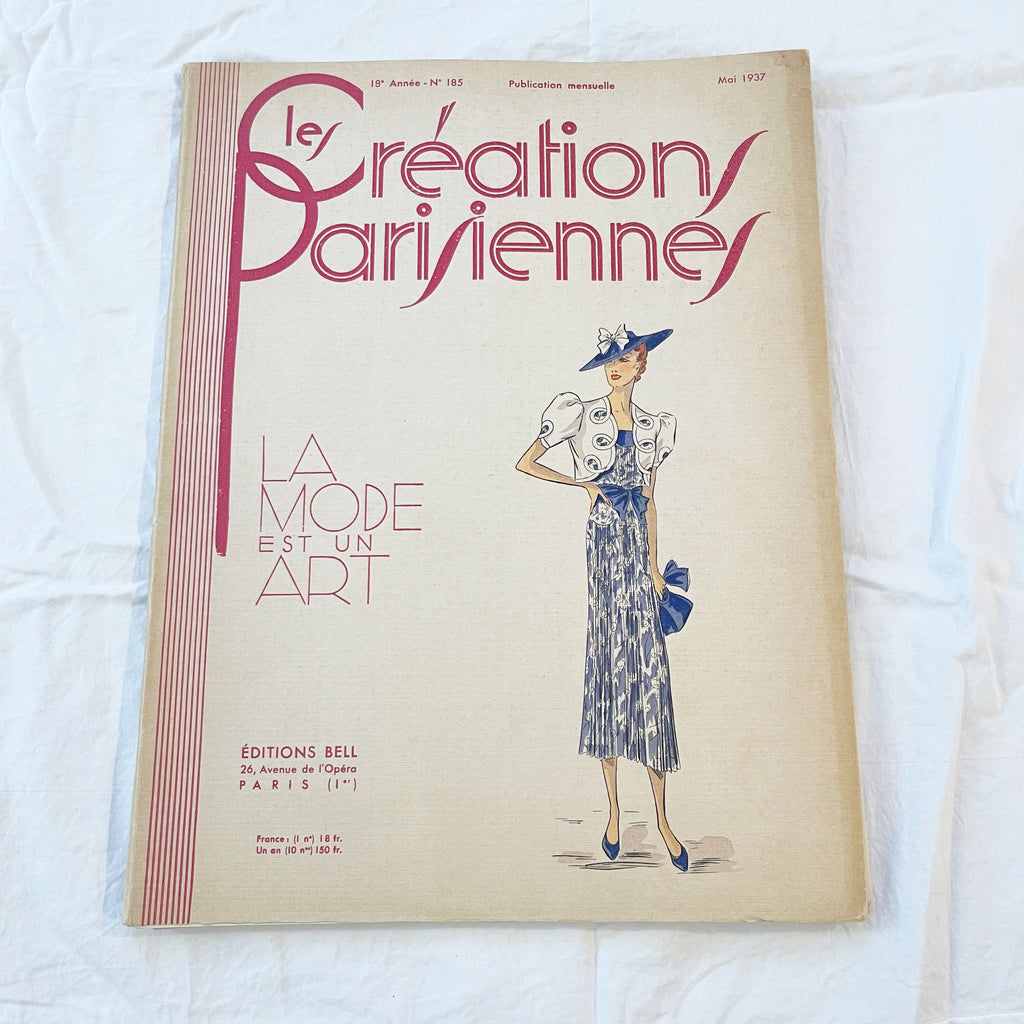 18e Année - N° 185 Publication mensuelle Mai 1937
les
Créations
Parisiennes
LA
MODE
EST UN
ART
ÉDITIONS BELL
26, Avenue de l'Opéra
PARIS (1er)
France : (1 n°) 18 fr.
Un an (10 nos) 150 fr.